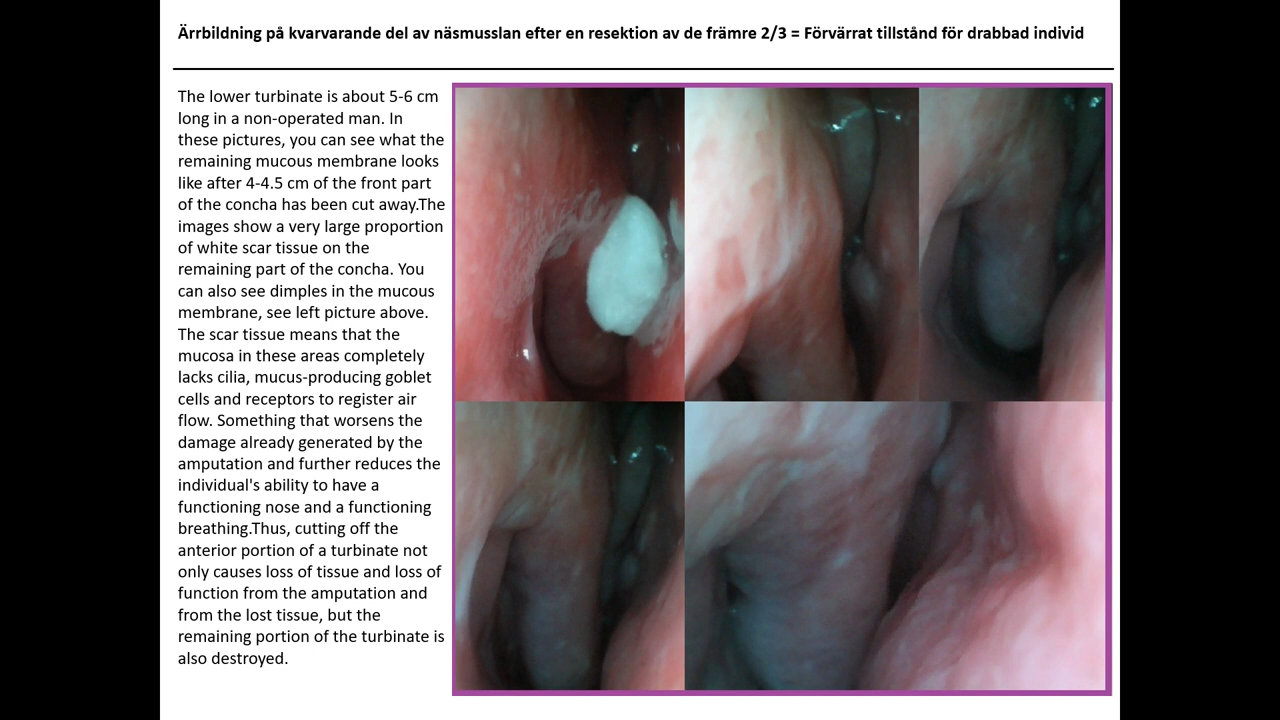 Ärrbildning på kvarvarande del av näsmusslan efter en resektion av de främre 2/3 = Förvärrat tillstånd för drabbad individ
The lower turbinate is about 5-6 cm
long in a non-operated man. In
these pictures, you can see what the
remaining mucous membrane looks
like after 4-4.5 cm of the front part
of the concha has been cut away.The
images show a very large proportion
of white scar tissue on the
remaining part of the concha. You
can also see dimples in the mucous
membrane, see left picture above.
The scar tissue means that the
mucosa in these areas completely
lacks cilia, mucus-producing goblet
cells and receptors to register air
flow. Something that worsens the
damage already generated by the
amputation and further reduces the
individual's ability to have a
functioning nose and a functioning
breathing.Thus, cutting off the
anterior portion of a turbinate not
only causes loss of tissue and loss of
function from the amputation and
from the lost tissue, but the
remaining portion of the turbinate is
also destroyed.